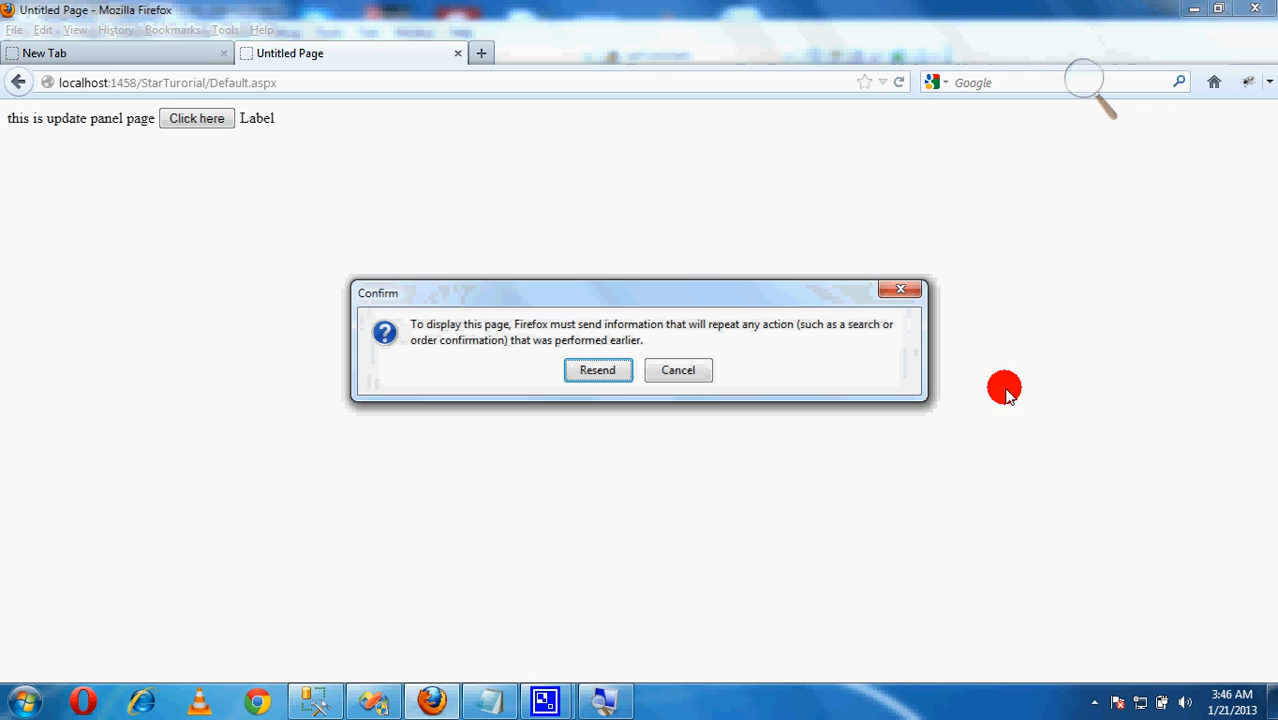 Untitled Page - Mozilla Firefox
File Edit View History Bookmarks Tools Help
New Tab
Untitled Page
localhost:1458/StarTurorial/Default.aspx
Google
this is update panel page Click here Label
Confirm
To display this page, Firefox must send information that will repeat any action (such as a search or
order confirmation) that was performed earlier.
Resend Cancel
3:46 AM
1/21/2013